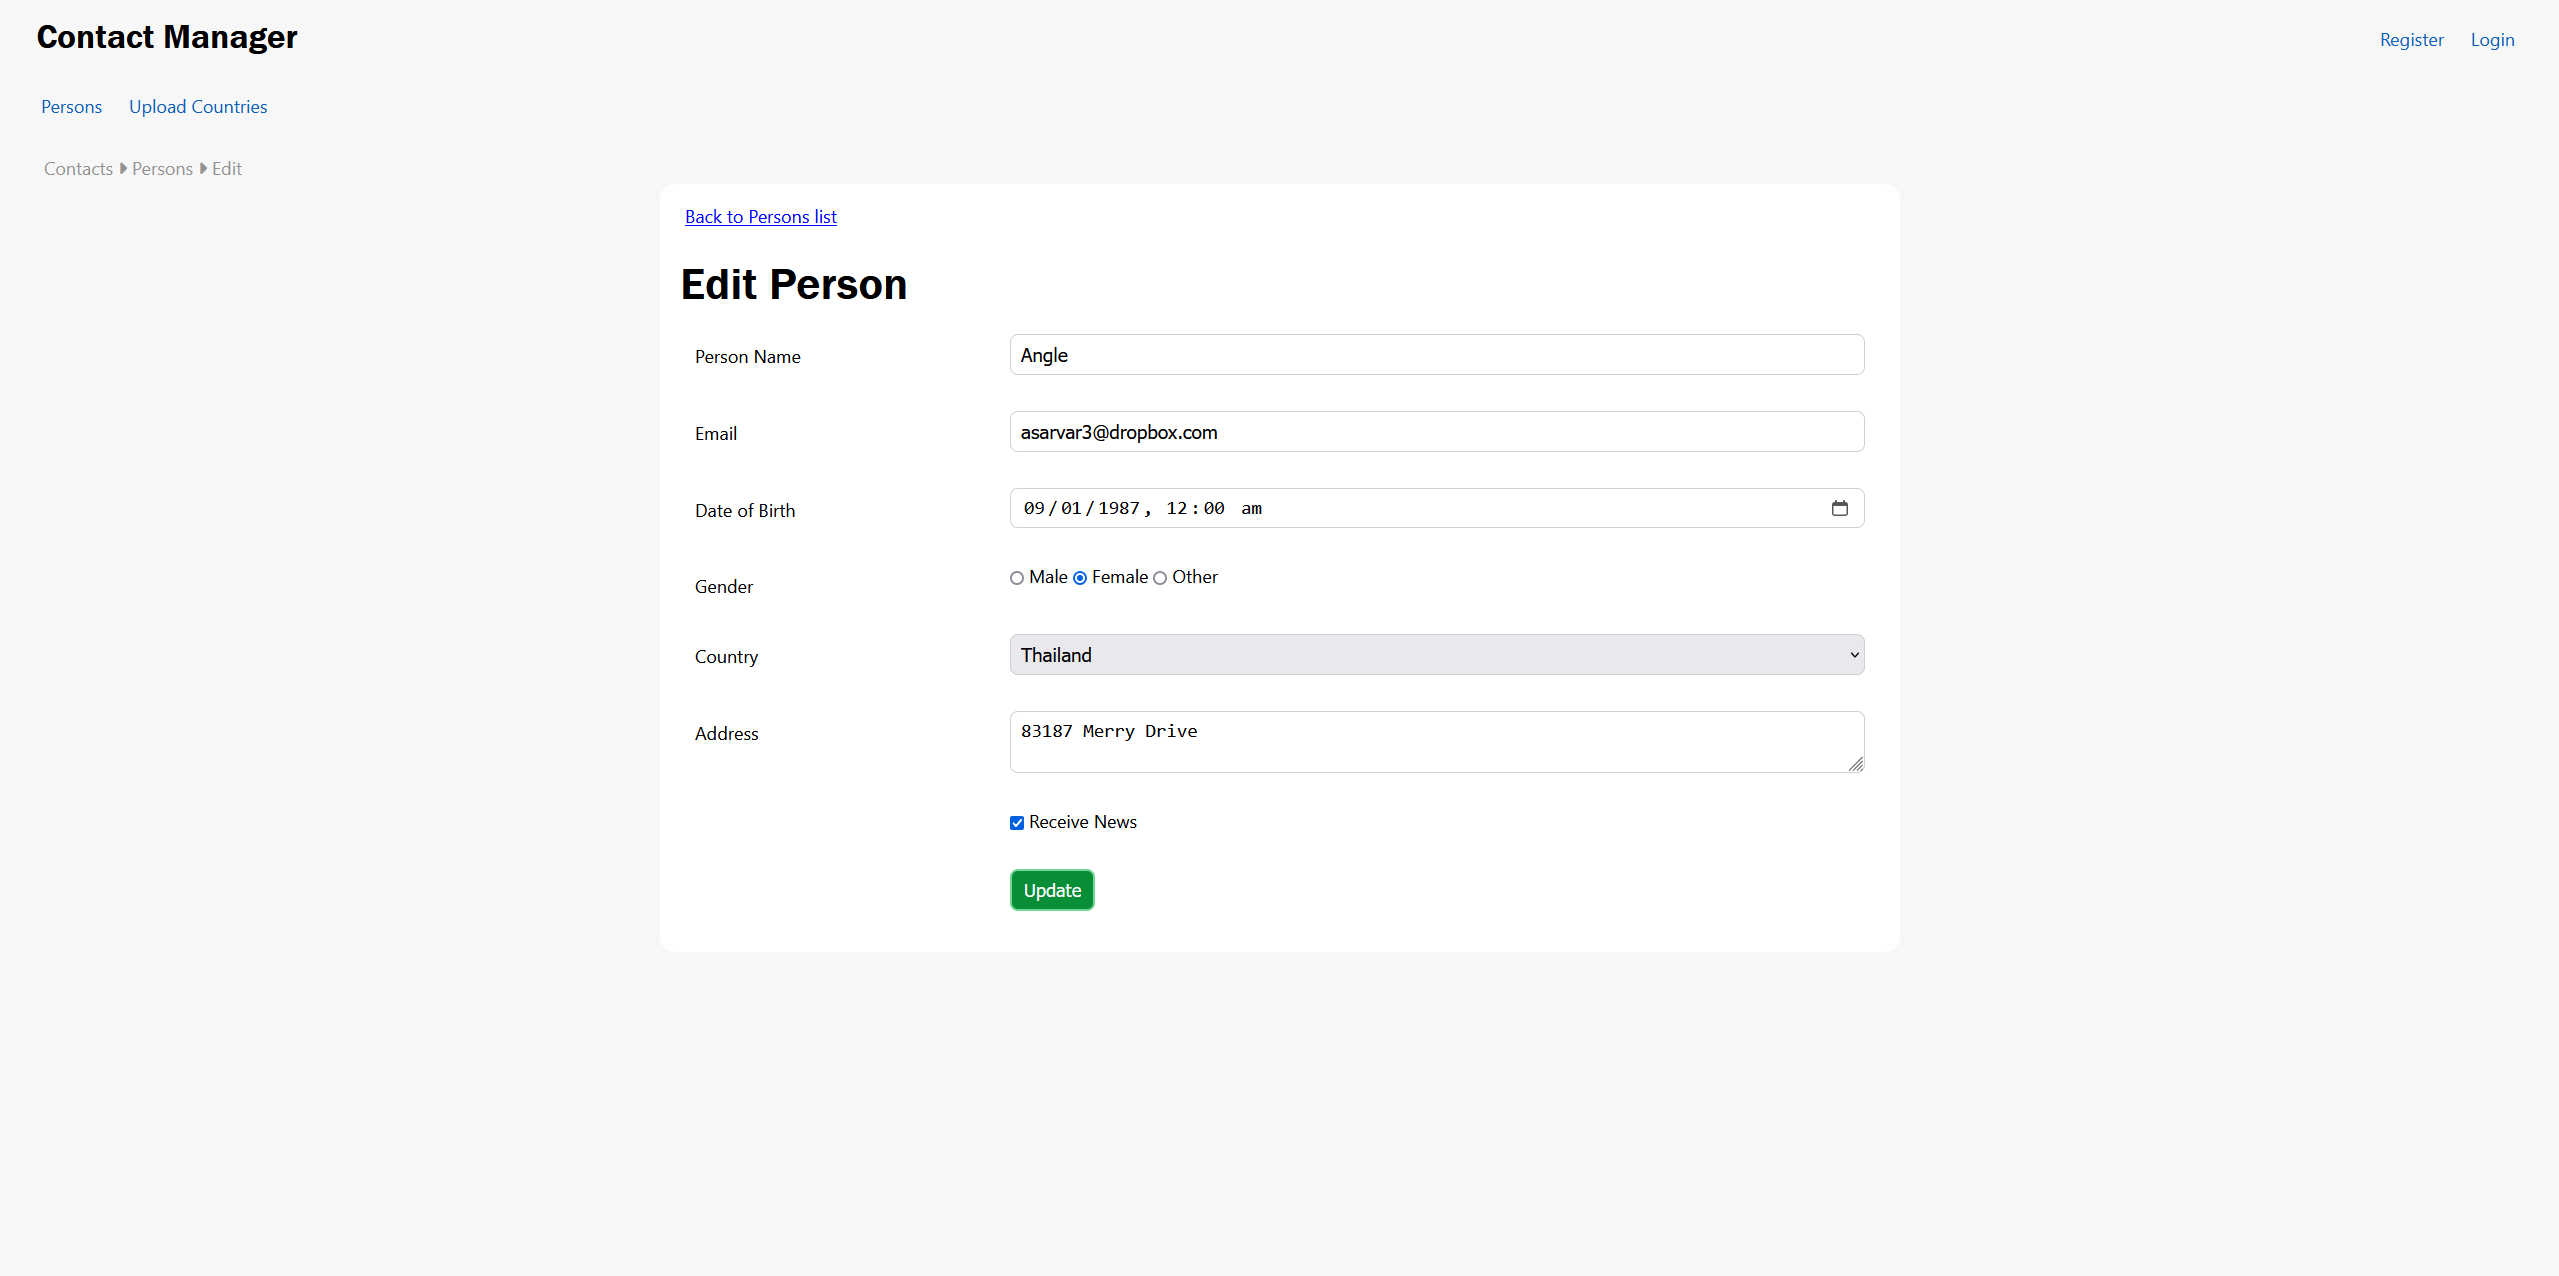 Contact Manager
Register Login
Persons Upload Countries
Contacts Persons Edit
Back to Persons list
Edit Person
Person Name Angle
Email asarvar3@dropbox.com
Date of Birth 09/01/1987, 12:00 am
Gender Male Female Other
Country Thailand
Address 83187 Merry Drive
Receive News
Update